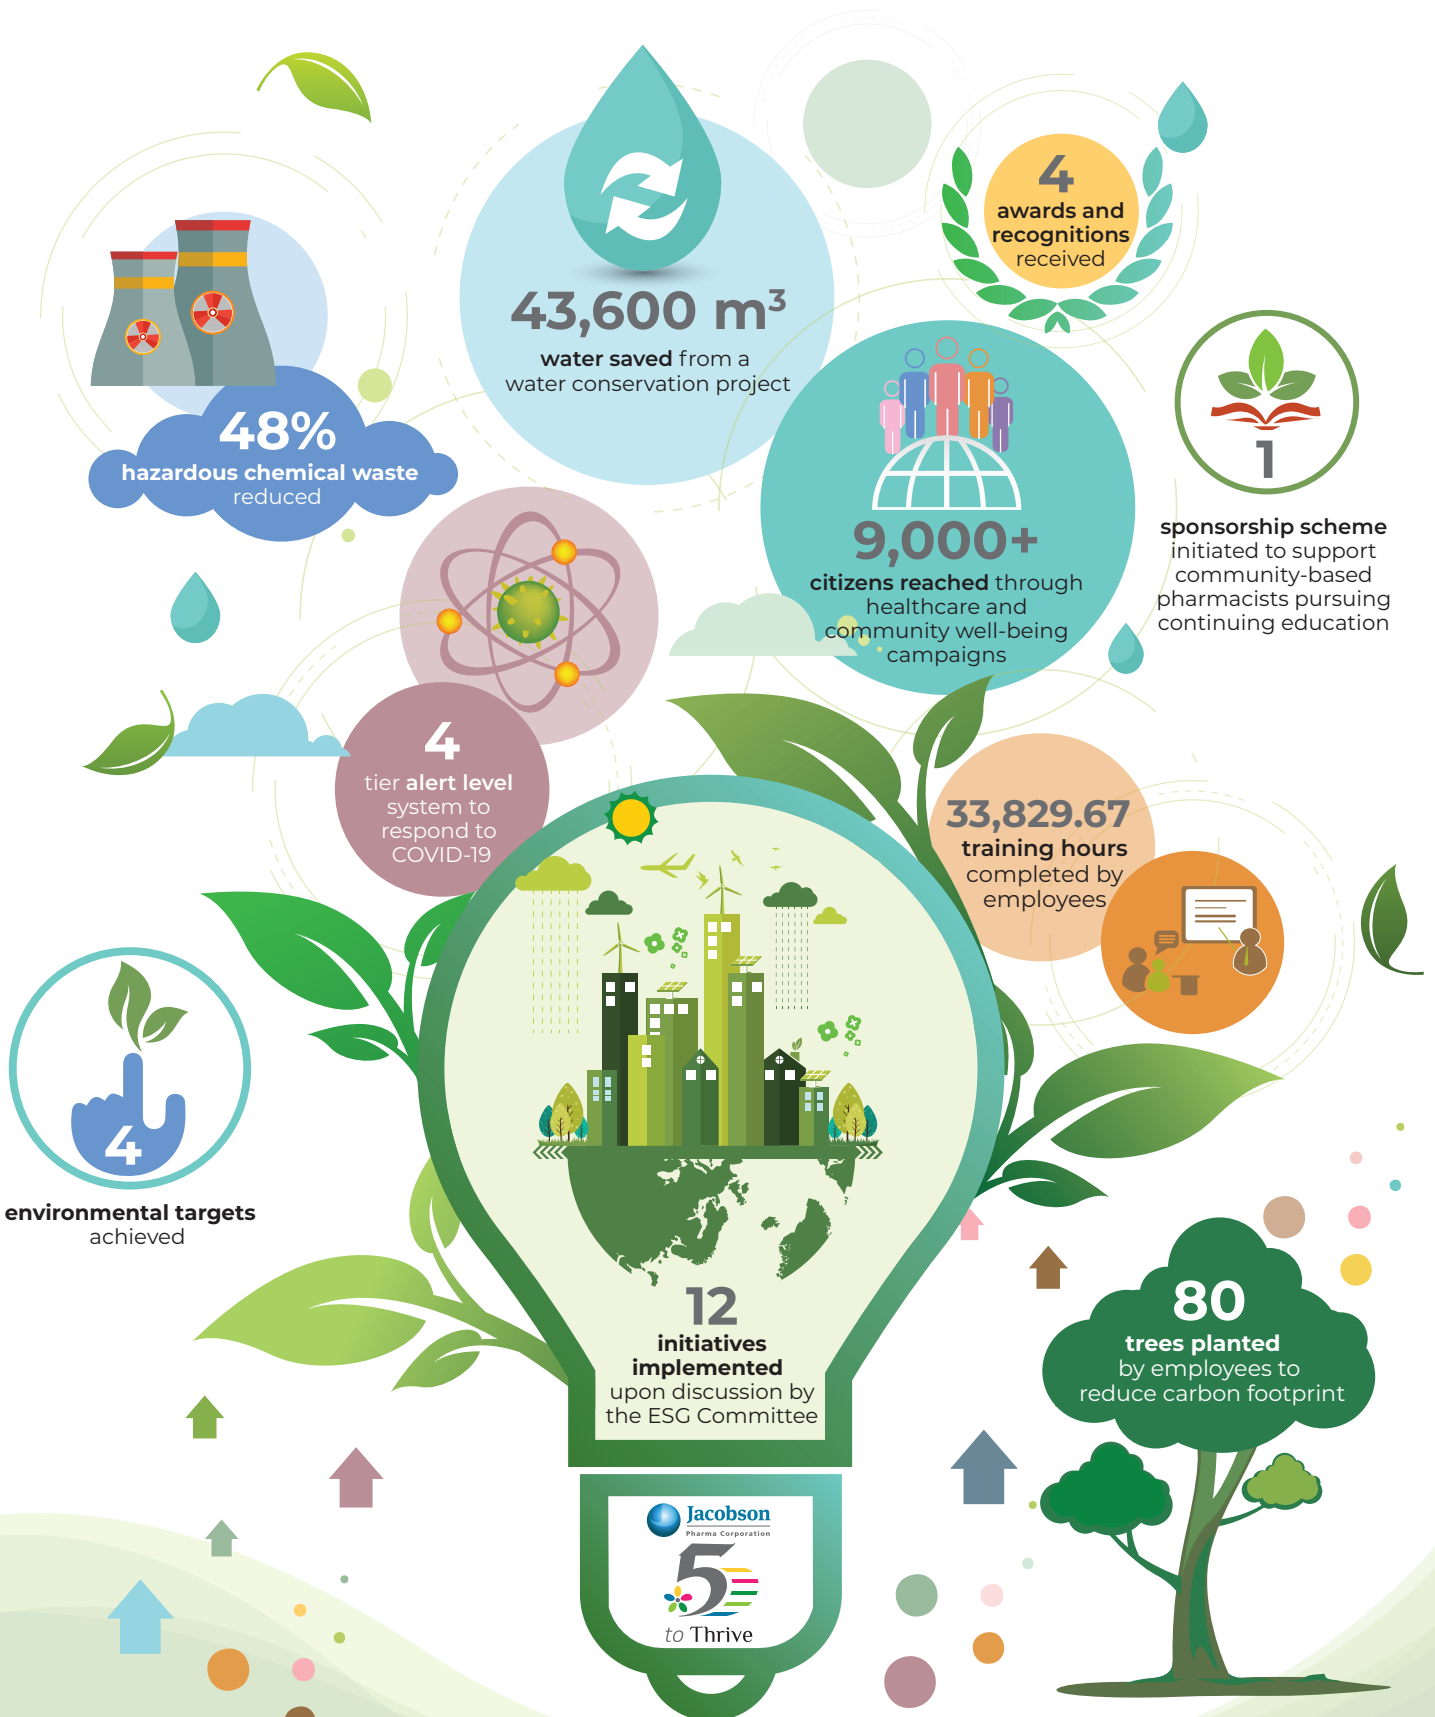 43,600 m³
water saved from a
water conservation project
4
awards and
recognitions
received
48%
hazardous chemical waste
reduced
9,000+
citizens reached through
healthcare and
community well-being
campaigns
1
sponsorship scheme
initiated to support
community-based
pharmacists pursuing
continuing education
4
tier alert level
system to
respond to
COVID-19
33,829.67
training hours
completed by
employees
4
environmental targets
achieved
12
initiatives
implemented
upon discussion by
the ESG Committee
80
trees planted
by employees to
reduce carbon footprint
Jacobson
Pharma Corporation
5
to Thrive